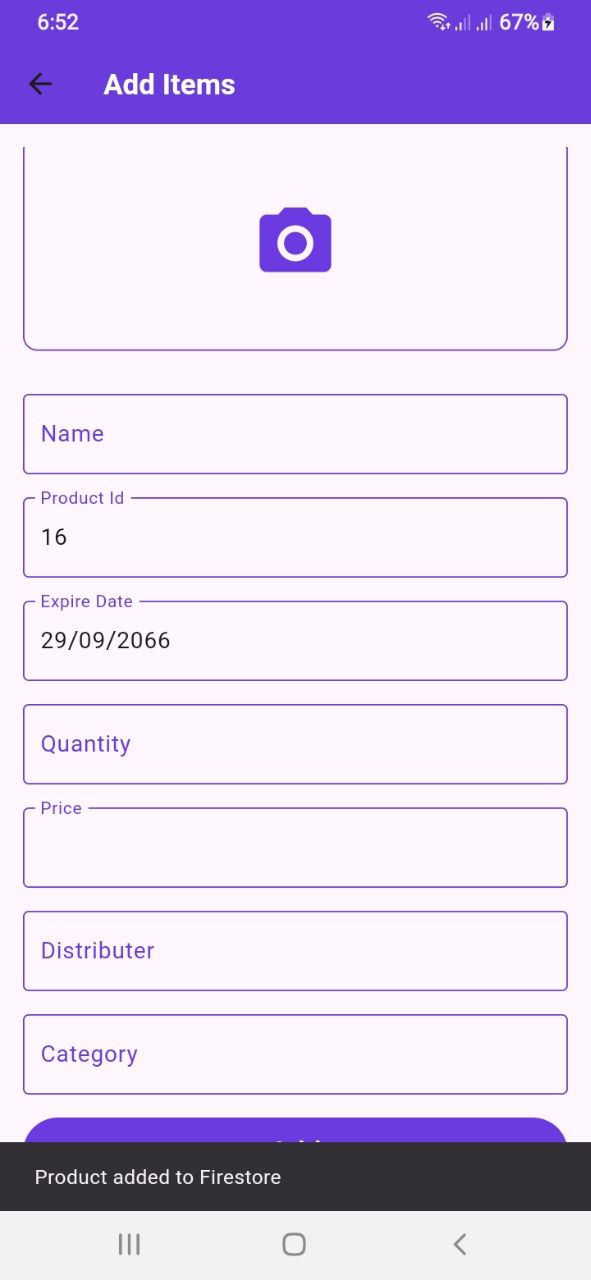 6:52
67%
Add Items
Name
Product Id
16
Expire Date
29/09/2066
Quantity
Price
Distributer
Category
Product added to Firestore